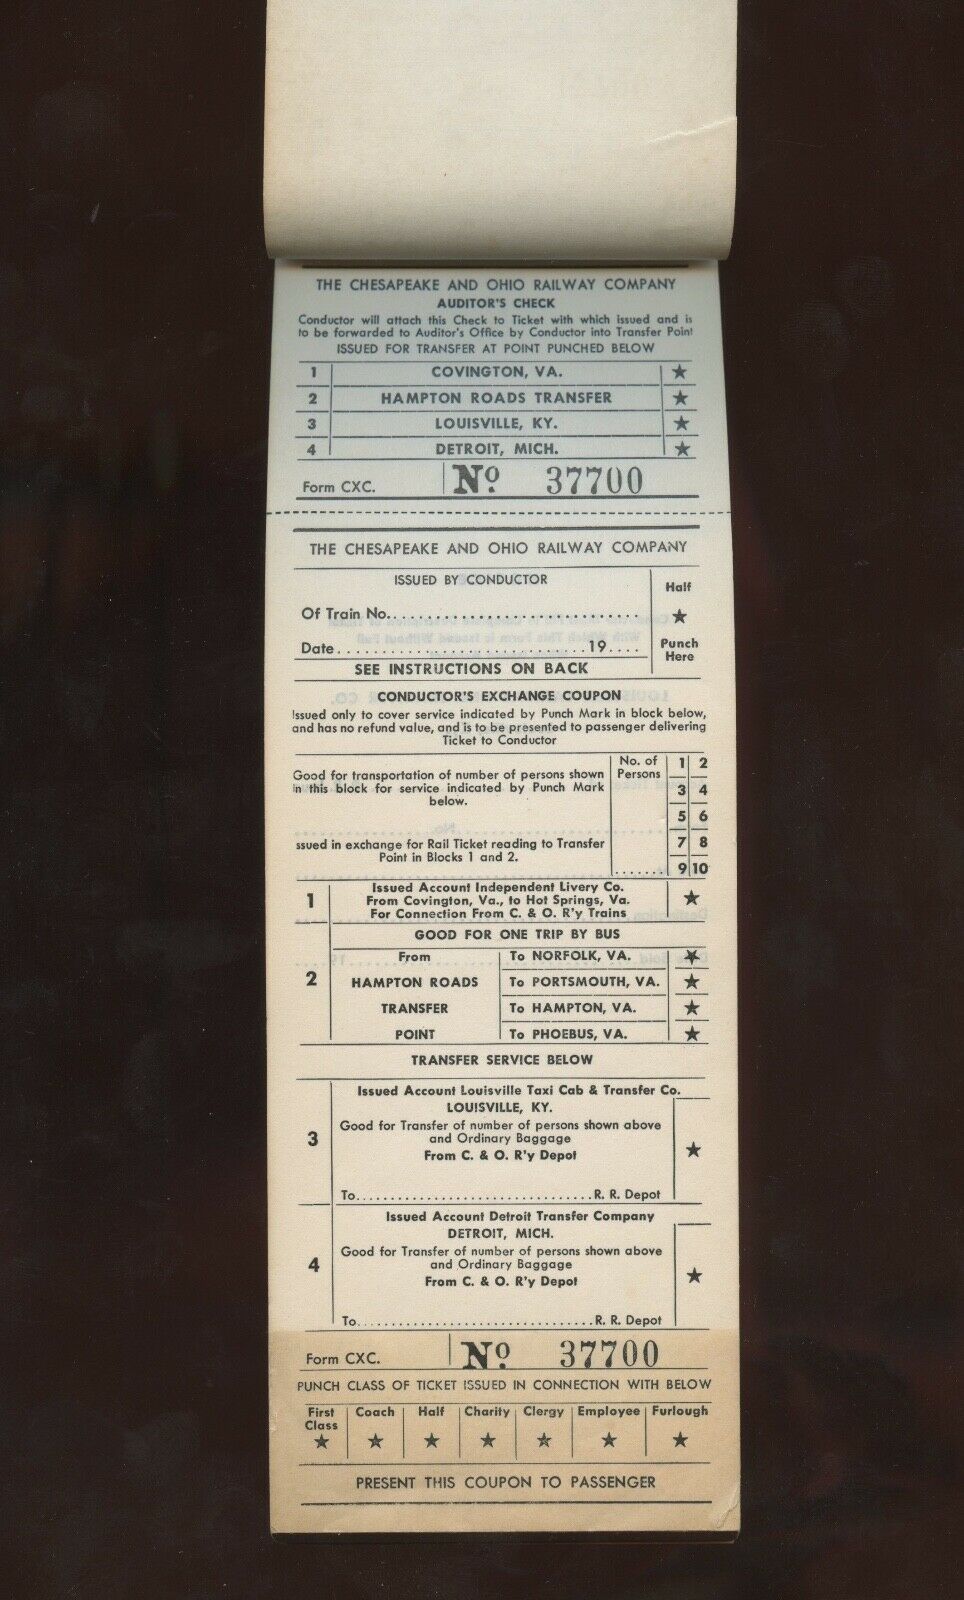 THE CHESAPEAKE AND OHIO RAILWAY COMPANY
AUDITOR'S CHECK
Conductor will attach this Check to Ticket with which issued and is
to be forwarded to Auditor's Office by Conductor into Transfer Point
ISSUED FOR TRANSFER AT POINT PUNCHED BELOW
1 COVINGTON, VA. ★
2 HAMPTON ROADS TRANSFER ★
3 LOUISVILLE, KY. ★
4 DETROIT, MICH. ★
Form CXC. No. 37700
THE CHESAPEAKE AND OHIO RAILWAY COMPANY
ISSUED BY CONDUCTOR
Half
Of Train No............................... ★
Date..............................19....
Punch
Here
SEE INSTRUCTIONS ON BACK
CONDUCTOR'S EXCHANGE COUPON
Issued only to cover service indicated by Punch Mark in block below,
and has no refund value, and is to be presented to passenger delivering
Ticket to Conductor
No. of
Persons
1 2
3 4
5 6
7 8
9 10
Good for transportation of number of persons shown
in this block for service indicated by Punch Mark
below.
ssued in exchange for Rail Ticket reading to Transfer
Point in Blocks 1 and 2.
1
Issued Account Independent Livery Co.
From Covington, Va., to Hot Springs, Va. ★
For Connection From C. & O. R'y Trains
GOOD FOR ONE TRIP BY BUS
2
From To NORFOLK, VA. ★
HAMPTON ROADS To PORTSMOUTH, VA. ★
TRANSFER To HAMPTON, VA. ★
POINT To PHOEBUS, VA. ★
TRANSFER SERVICE BELOW
3
Issued Account Louisville Taxi Cab & Transfer Co.
LOUISVILLE, KY.
Good for Transfer of number of persons shown above
and Ordinary Baggage ★
From C. & O. R'y Depot
To..................................R. R. Depot
4
Issued Account Detroit Transfer Company
DETROIT, MICH.
Good for Transfer of number of persons shown above
and Ordinary Baggage ★
From C. & O. R'y Depot
To..................................R. R. Depot
Form CXC. No. 37700
PUNCH CLASS OF TICKET ISSUED IN CONNECTION WITH BELOW
First Class ★ Coach ★ Half ★ Charity ★ Clergy ★ Employee ★ Furlough ★
PRESENT THIS COUPON TO PASSENGER